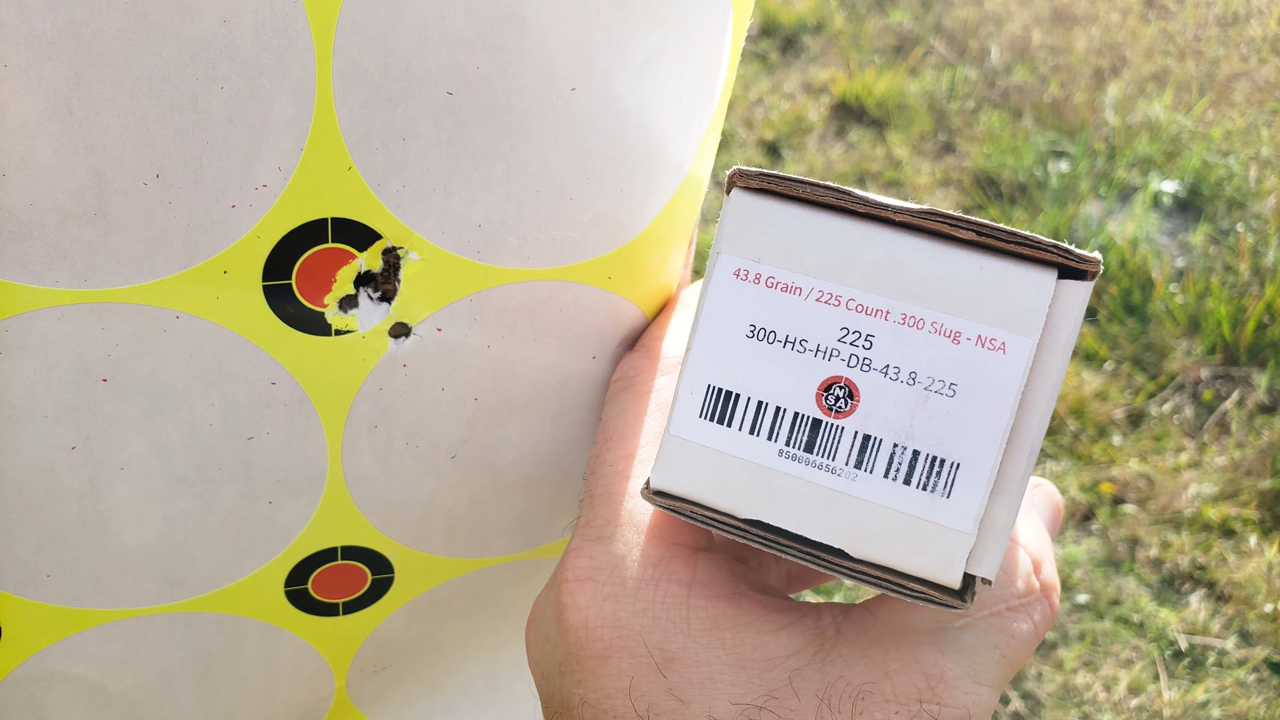 43.8 Grain / 225 Count .300 Slug - NSA
225
300-HS-HP-DB-43.8-225
NSA
850006656202